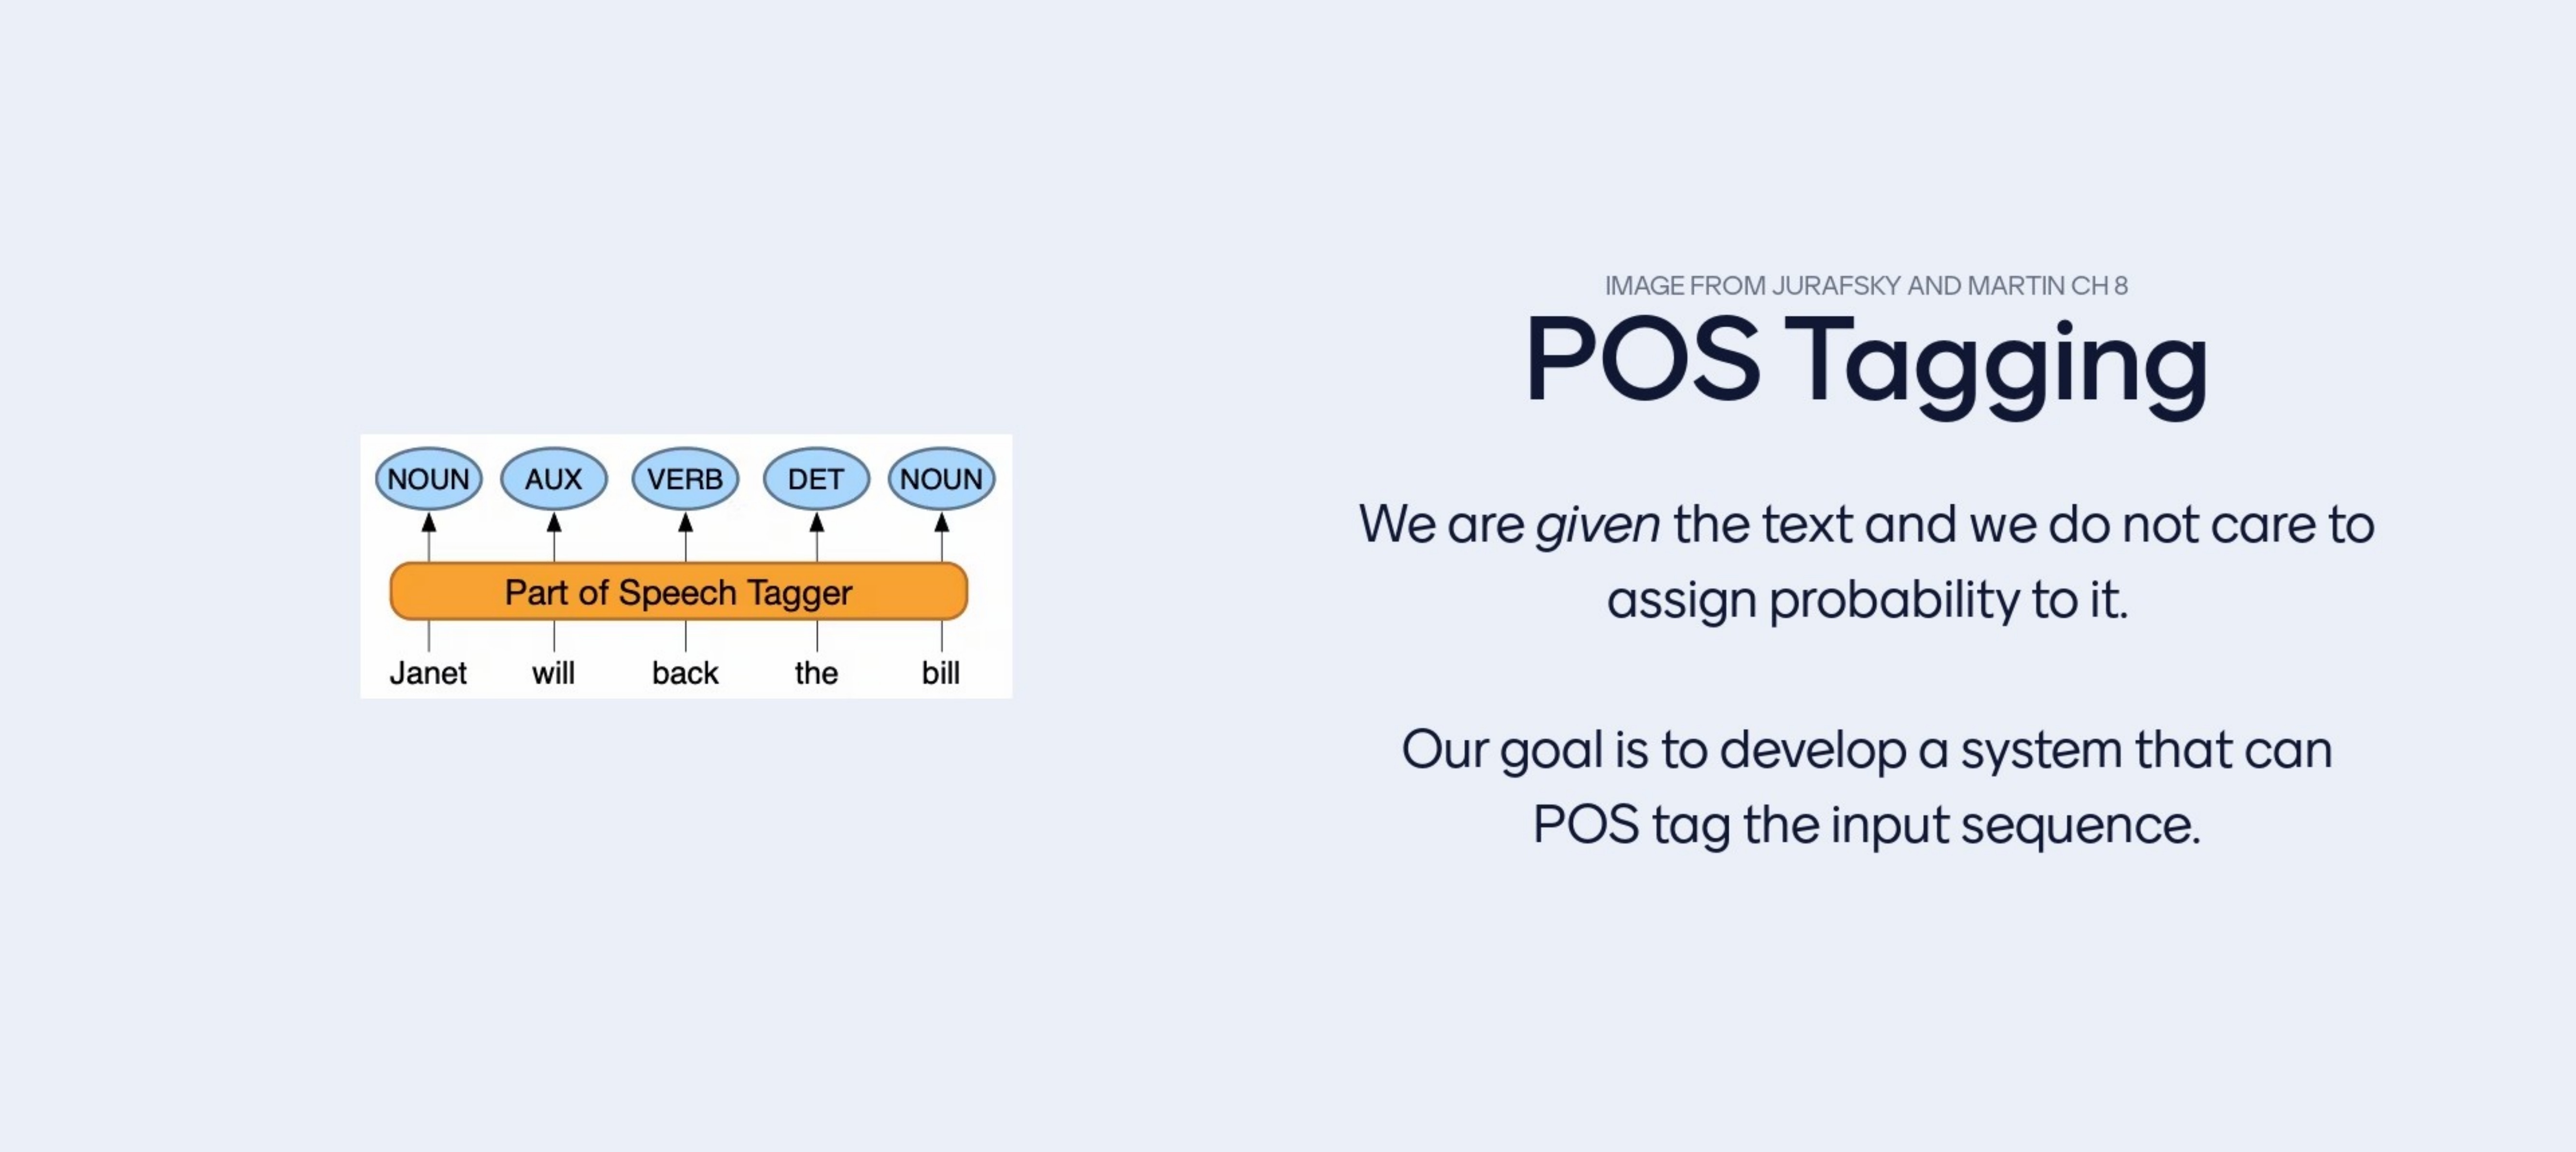 NOUN AUX VERB DET NOUN
Part of Speech Tagger
Janet will back the bill
IMAGE FROM JURAFSKY AND MARTIN CH 8
POS Tagging
We are given the text and we do not care to
assign probability to it.
Our goal is to develop a system that can
POS tag the input sequence.